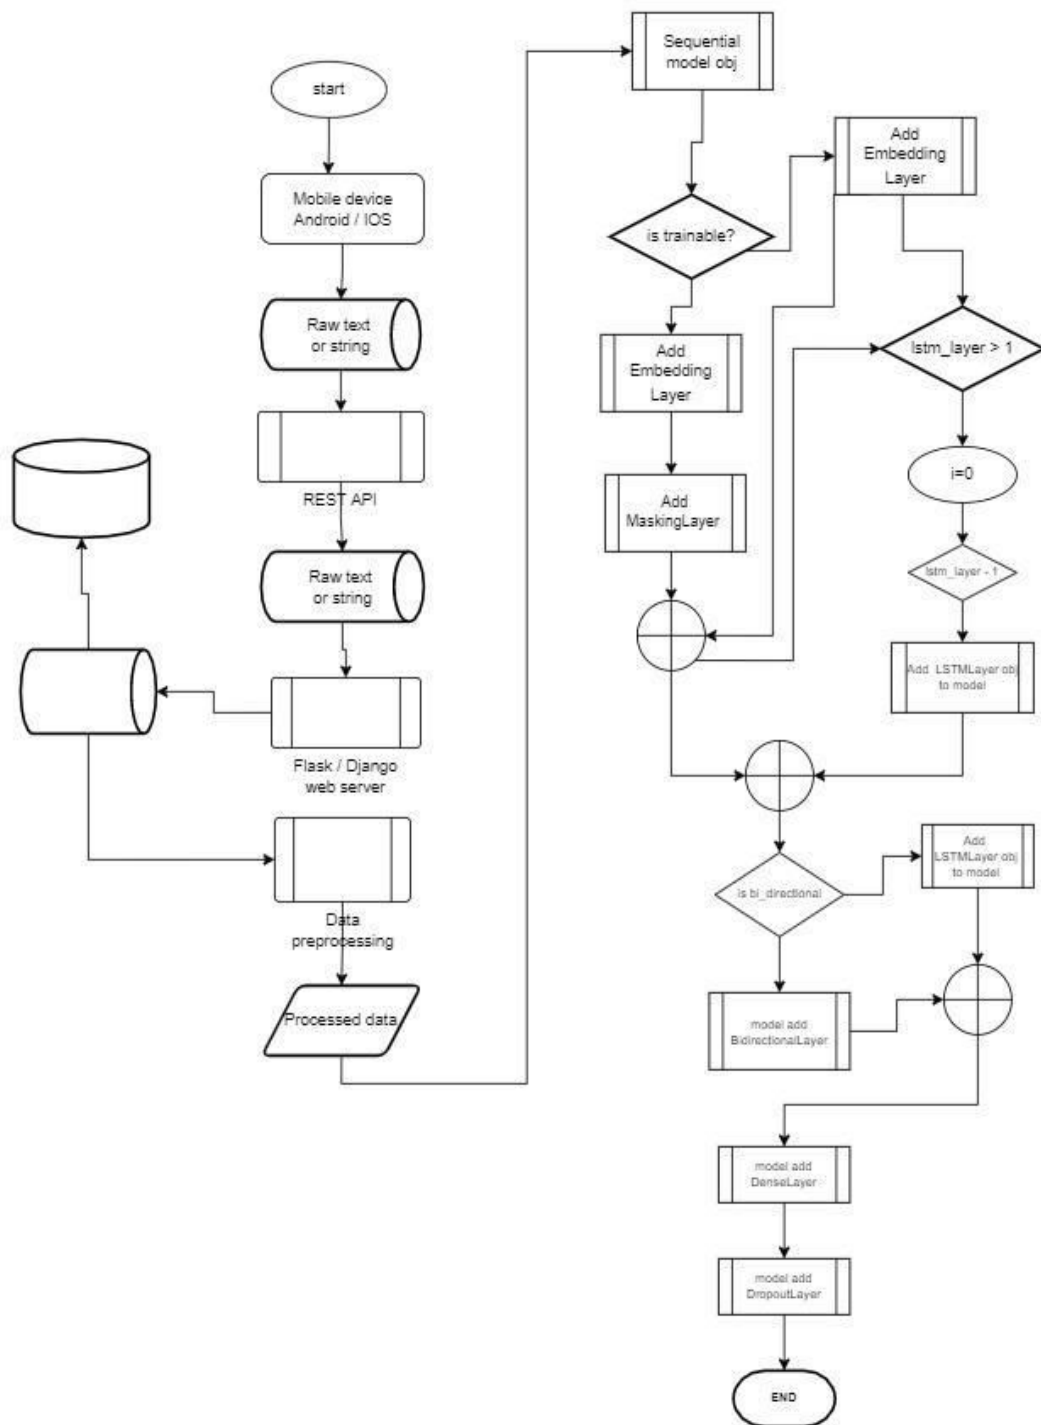 start
Mobile device
Android / IOS
Raw text
or string
REST API
Raw text
or string
Flask / Django
web server
Data
preprocessing
Processed data
Sequential
model obj
is trainable?
Add
Embedding
Layer
Add
Embedding
Layer
Add
MaskingLayer
lstm_layer > 1
i=0
lstm_layer - 1
Add LSTMLayer obj
to model
is bi_directional
Add
LSTMLayer obj
to model
model add
BidirectionalLayer
model add
DenseLayer
model add
DropoutLayer
END